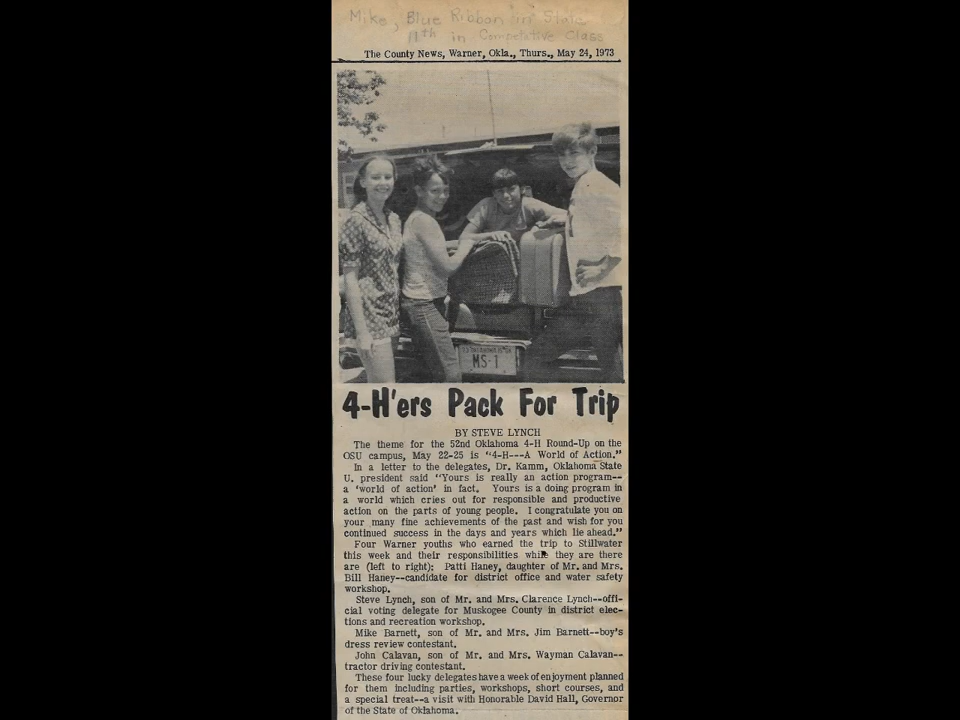 Mike, Blue Ribbon in State
11th in Competative Class
The County News, Warner, Okla., Thurs., May 24, 1973
MS-1
4-H'ers Pack For Trip
BY STEVE LYNCH
The theme for the 52nd Oklahoma 4-H Round-Up on the
OSU campus, May 22-25 is "4-H---A World of Action."
In a letter to the delegates, Dr. Kamm, Oklahoma State
U. president said "Yours is really an action program--
a 'world of action' in fact. Yours is a doing program in
a world which cries out for responsible and productive
action on the parts of young people. I congratulate you on
your many fine achievements of the past and wish for you
continued success in the days and years which lie ahead."
Four Warner youths who earned the trip to Stillwater
this week and their responsibilities while they are there
are (left to right): Patti Haney, daughter of Mr. and Mrs.
Bill Haney--candidate for district office and water safety
workshop.
Steve Lynch, son of Mr. and Mrs. Clarence Lynch--offi-
cial voting delegate for Muskogee County in district elec-
tions and recreation workshop.
Mike Barnett, son of Mr. and Mrs. Jim Barnett--boy's
dress review contestant.
John Calavan, son of Mr. and Mrs. Wayman Calavan--
tractor driving contestant.
These four lucky delegates have a week of enjoyment planned
for them including parties, workshops, short courses, and
a special treat--a visit with Honorable David Hall, Governor
of the State of Oklahoma.